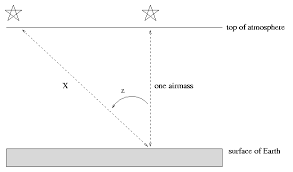 top of atmosphere
X
z
one airmass
surface of Earth